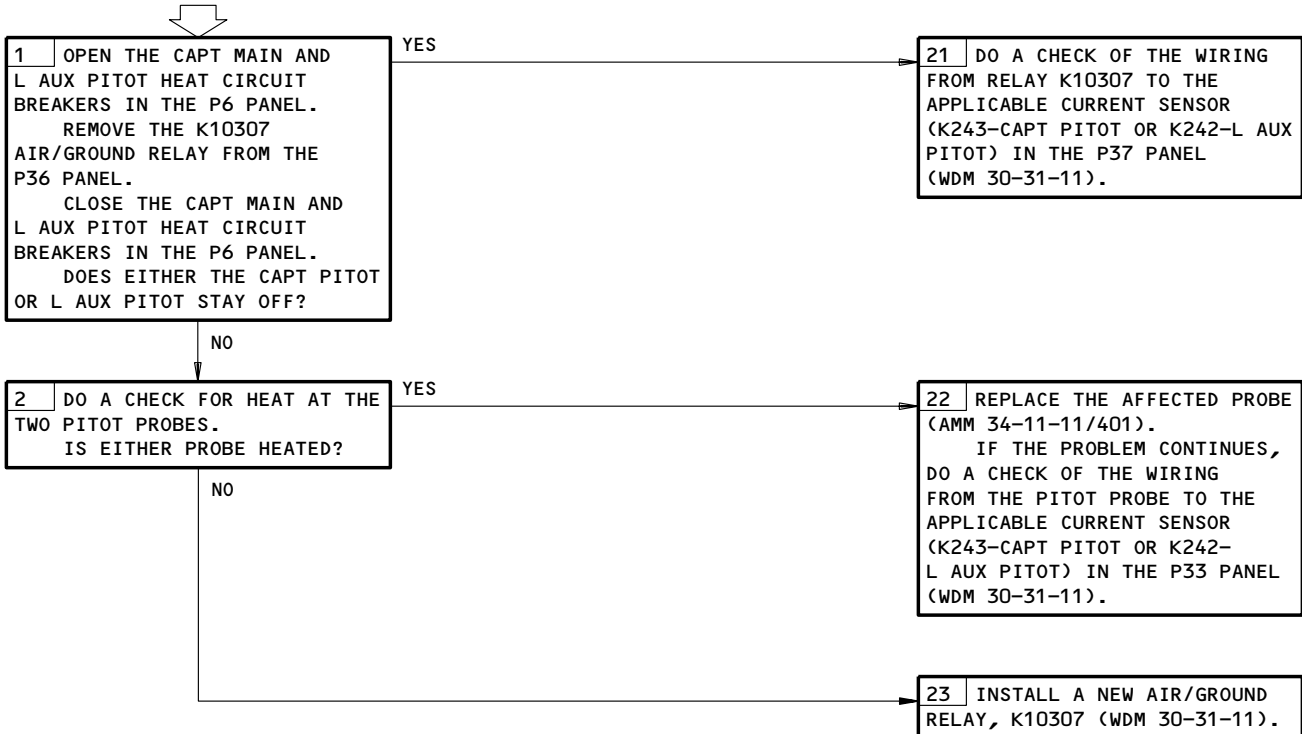 1 OPEN THE CAPT MAIN AND
L AUX PITOT HEAT CIRCUIT
BREAKERS IN THE P6 PANEL.
REMOVE THE K10307
AIR/GROUND RELAY FROM THE
P36 PANEL.
CLOSE THE CAPT MAIN AND
L AUX PITOT HEAT CIRCUIT
BREAKERS IN THE P6 PANEL.
DOES EITHER THE CAPT PITOT
OR L AUX PITOT STAY OFF?
YES
21 DO A CHECK OF THE WIRING
FROM RELAY K10307 TO THE
APPLICABLE CURRENT SENSOR
(K243-CAPT PITOT OR K242-L AUX
PITOT) IN THE P37 PANEL
(WDM 30-31-11).
NO
2 DO A CHECK FOR HEAT AT THE
TWO PITOT PROBES.
IS EITHER PROBE HEATED?
YES
22 REPLACE THE AFFECTED PROBE
(AMM 34-11-11/401).
IF THE PROBLEM CONTINUES,
DO A CHECK OF THE WIRING
FROM THE PITOT PROBE TO THE
APPLICABLE CURRENT SENSOR
(K243-CAPT PITOT OR K242-
L AUX PITOT) IN THE P33 PANEL
(WDM 30-31-11).
NO
23 INSTALL A NEW AIR/GROUND
RELAY, K10307 (WDM 30-31-11).